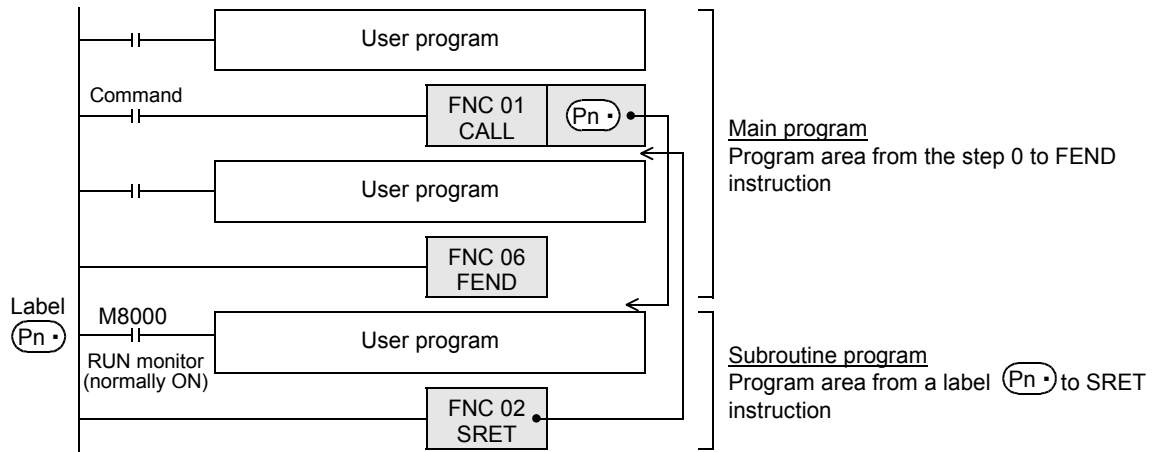 User program
Command
FNC 01
CALL
Pn •
Main program
Program area from the step 0 to FEND
instruction
User program
FNC 06
FEND
Label
Pn •
M8000
RUN monitor
(normally ON)
User program
Subroutine program
Program area from a label Pn • to SRET
instruction
FNC 02
SRET